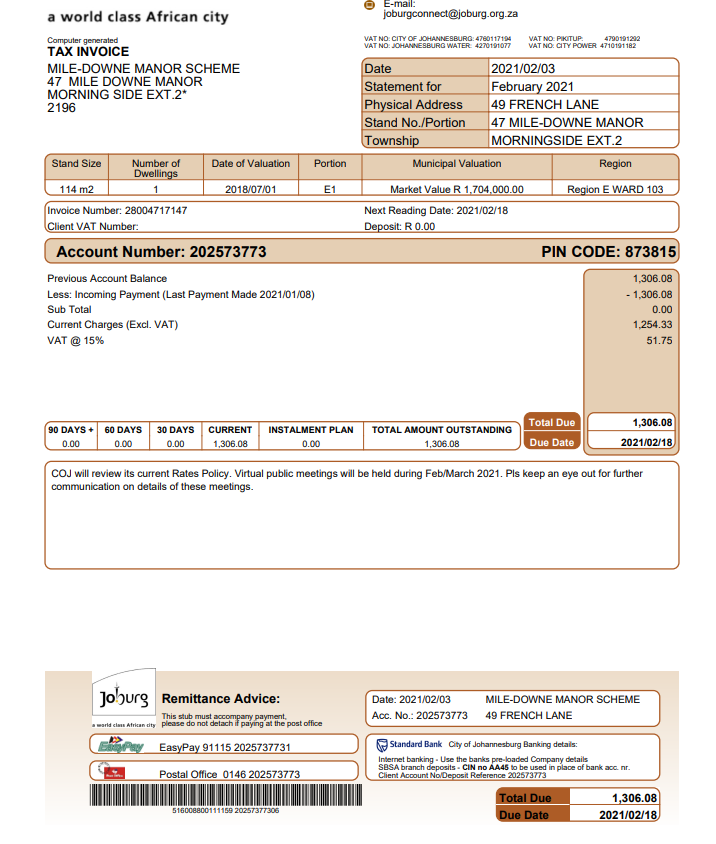 a world class African city
E-mail:
joburgconnect@joburg.org.za
Computer generated
TAX INVOICE
VAT NO: CITY OF JOHANNESBURG: 4760117194 VAT NO: PIKITUP: 4790191292
VAT NO: JOHANNESBURG WATER: 4270191077 VAT NO: CITY POWER 4710191182
MILE-DOWNE MANOR SCHEME
47 MILE DOWNE MANOR
MORNING SIDE EXT.2*
2196
Date 2021/02/03
Statement for February 2021
Physical Address 49 FRENCH LANE
Stand No./Portion 47 MILE-DOWNE MANOR
Township MORNINGSIDE EXT.2
Stand Size Number of Dwellings Date of Valuation Portion Municipal Valuation Region
114 m2 1 2018/07/01 E1 Market Value R 1,704,000.00 Region E WARD 103
Invoice Number: 28004717147 Next Reading Date: 2021/02/18
Client VAT Number: Deposit: R 0.00
Account Number: 202573773 PIN CODE: 873815
Previous Account Balance 1,306.08
Less: Incoming Payment (Last Payment Made 2021/01/08) - 1,306.08
Sub Total 0.00
Current Charges (Excl. VAT) 1,254.33
VAT @ 15% 51.75
Total Due 1,306.08
Due Date 2021/02/18
90 DAYS + 60 DAYS 30 DAYS CURRENT INSTALMENT PLAN TOTAL AMOUNT OUTSTANDING
0.00 0.00 0.00 1,306.08 0.00 1,306.08
COJ will review its current Rates Policy. Virtual public meetings will be held during Feb/March 2021. Pls keep an eye out for further
communication on details of these meetings.
Joburg
a world class African city
Remittance Advice:
This stub must accompany payment,
please do not detach if paying at the post office
Date: 2021/02/03 MILE-DOWNE MANOR SCHEME
Acc. No.: 202573773 49 FRENCH LANE
EasyPay EasyPay 91115 2025737731
Postal Office 0146 202573773
Standard Bank City of Johannesburg Banking details:
Internet banking - Use the banks pre-loaded Company details
SBSA branch deposits - CIN no AA45 to be used in place of bank acc. nr.
Client Account No/Deposit Reference 202573773
516008800111159 20257377306
Total Due 1,306.08
Due Date 2021/02/18